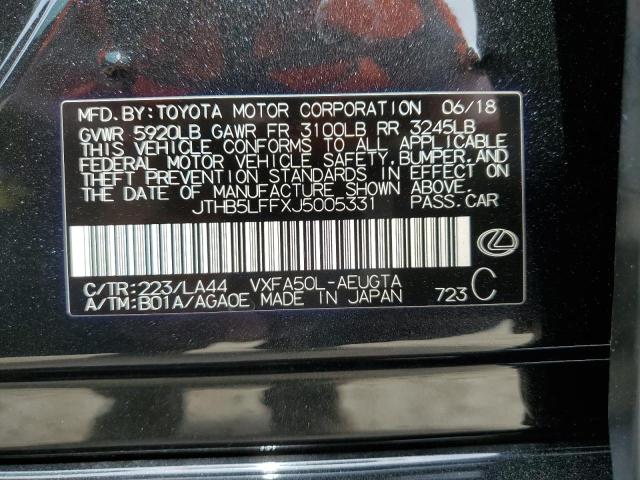 MFD.BY:TOYOTA MOTOR CORPORATION 06/18
GVWR 5920LB GAWR FR 3100LB RR 3245LB
THIS VEHICLE CONFORMS TO ALL APPLICABLE
FEDERAL MOTOR VEHICLE SAFETY, BUMPER, AND
THEFT PREVENTION STANDARDS IN EFFECT ON
THE DATE OF MANUFACTURE SHOWN ABOVE.
JTHB5LFFXJ5005331 PASS.CAR
C/TR:223/LA44 VXFA50L-AEUGTA
A/TM:B01A/AGA0E MADE IN JAPAN 723 C